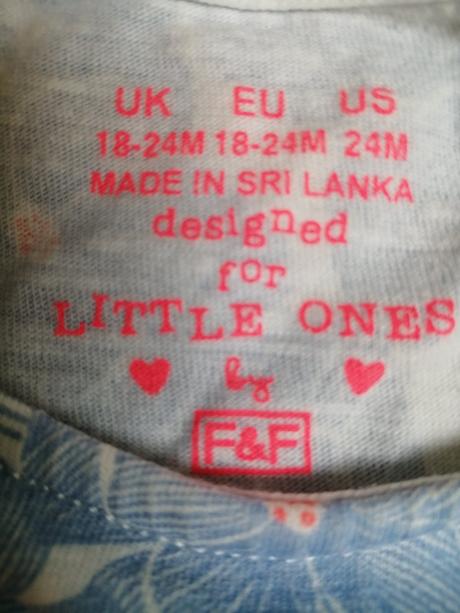 UK EU US
18-24M 18-24M 24M
MADE IN SRI LANKA
designed
for
LITTLE ONES
by
F&F